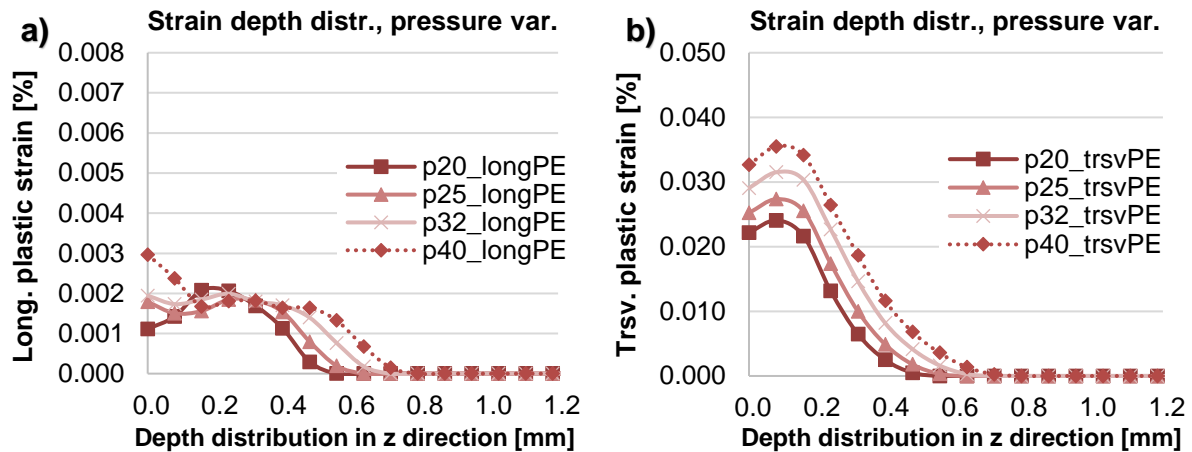 a)
Strain depth distr., pressure var.
Long. plastic strain [%]
0.008
0.007
0.006
0.005
0.004
0.003
0.002
0.001
0.000
p20_longPE
p25_longPE
p32_longPE
p40_longPE
0.0 0.2 0.4 0.6 0.8 1.0 1.2
Depth distribution in z direction [mm]
b)
Strain depth distr., pressure var.
Trsv. plastic strain [%]
0.050
0.040
0.030
0.020
0.010
0.000
p20_trsvPE
p25_trsvPE
p32_trsvPE
p40_trsvPE
0.0 0.2 0.4 0.6 0.8 1.0 1.2
Depth distribution in z direction [mm]